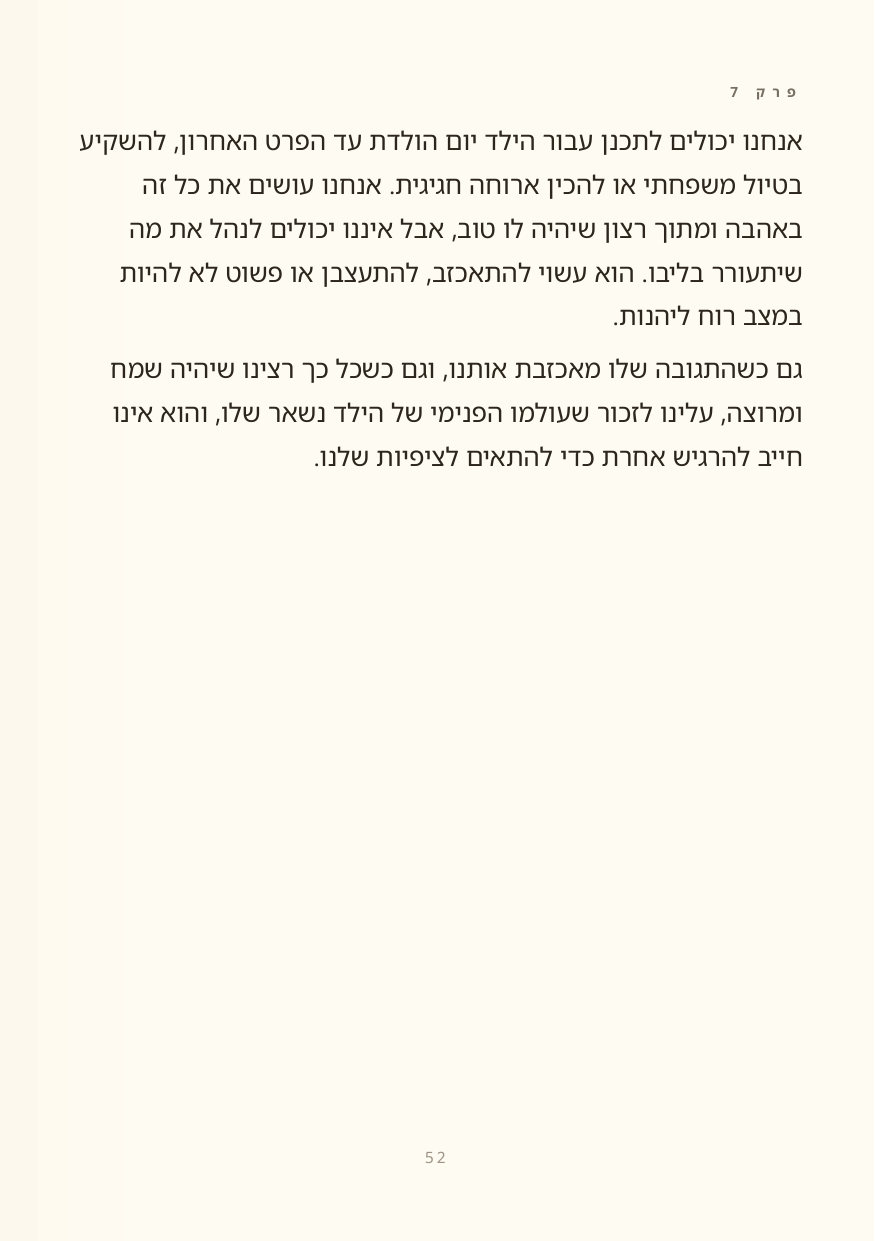 פרק 7
אנחנו יכולים לתכנן עבור הילד יום הולדת עד הפרט האחרון, להשקיע
בטיול משפחתי או להכין ארוחה חגיגית. אנחנו עושים את כל זה
באהבה ומתוך רצון שיהיה לו טוב, אבל איננו יכולים לנהל את מה
שיתעורר בליבו. הוא עשוי להתאכזב, להתעצבן או פשוט לא להיות
במצב רוח ליהנות.
גם כשהתגובה שלו מאכזבת אותנו, וגם כשכל כך רצינו שיהיה שמח
ומרוצה, עלינו לזכור שעולמו הפנימי של הילד נשאר שלו, והוא אינו
חייב להרגיש אחרת כדי להתאים לציפיות שלנו.
52